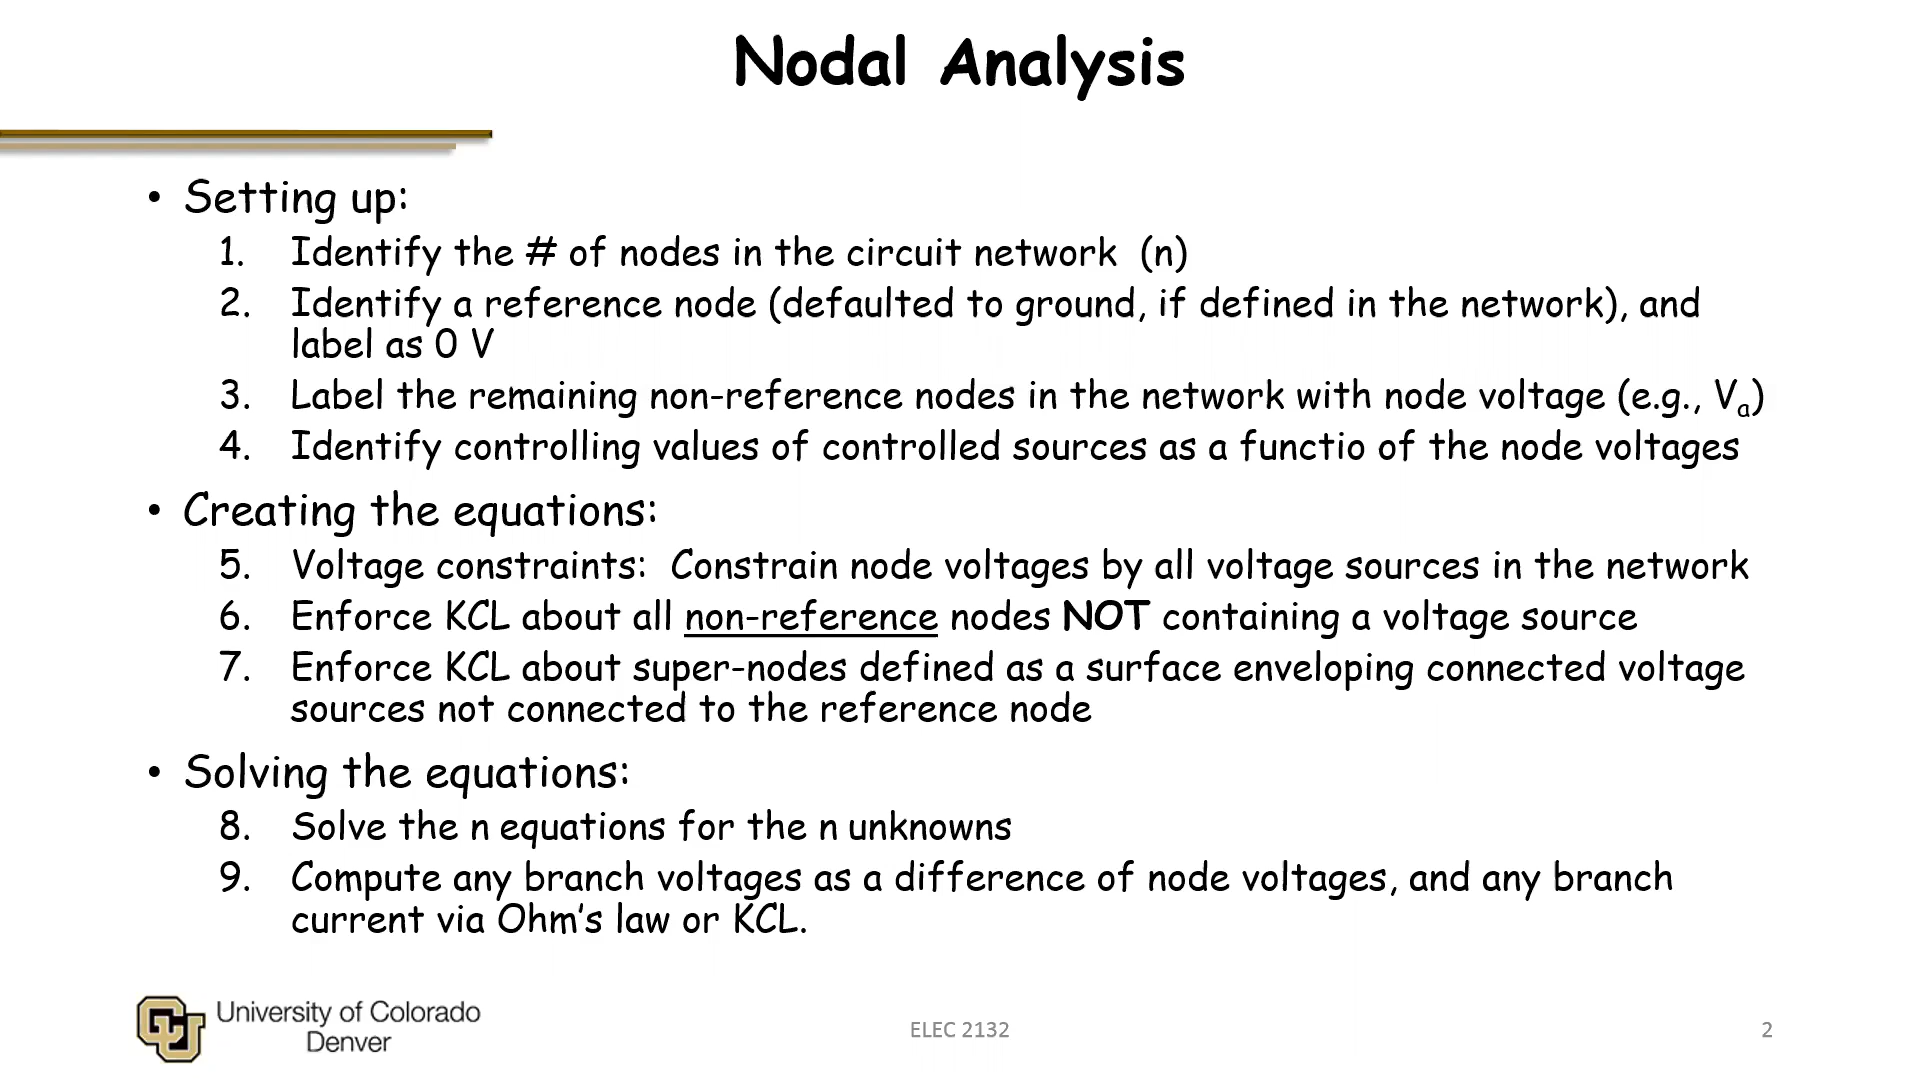 Nodal Analysis
• Setting up:
1. Identify the # of nodes in the circuit network (n)
2. Identify a reference node (defaulted to ground, if defined in the network), and
label as 0 V
3. Label the remaining non-reference nodes in the network with node voltage (e.g., Va)
4. Identify controlling values of controlled sources as a functio of the node voltages
• Creating the equations:
5. Voltage constraints: Constrain node voltages by all voltage sources in the network
6. Enforce KCL about all non-reference nodes NOT containing a voltage source
7. Enforce KCL about super-nodes defined as a surface enveloping connected voltage
sources not connected to the reference node
• Solving the equations:
8. Solve the n equations for the n unknowns
9. Compute any branch voltages as a difference of node voltages, and any branch
current via Ohm's law or KCL.
University of Colorado
Denver
ELEC 2132
2